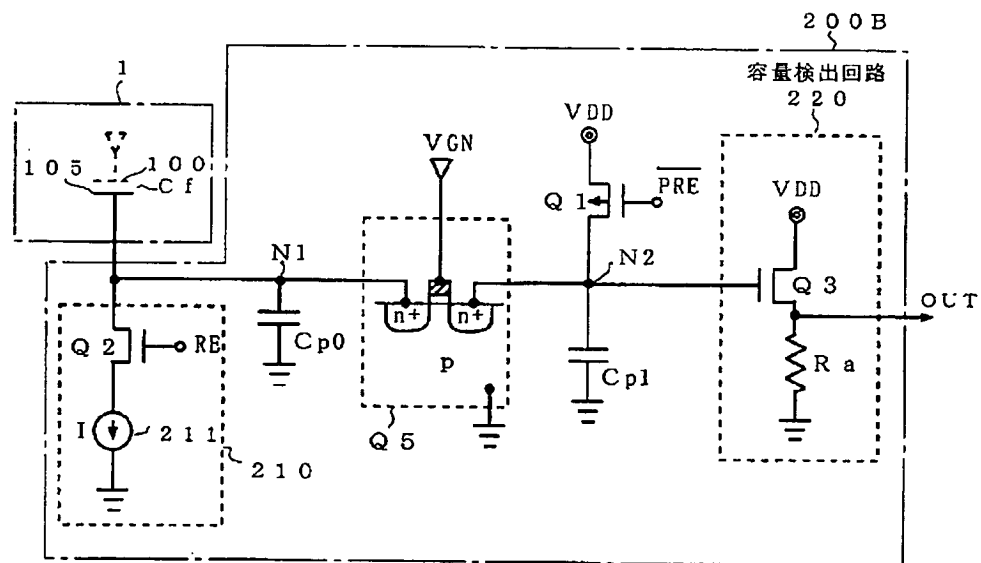 200B
1
容量検出回路
220
VDD
VGN
105
100
Cf
Q1
PRE
VDD
N1
N2
Q3
OUT
n+
n+
Q2
RE
Cp0
p
Cp1
Ra
I
211
Q5
210